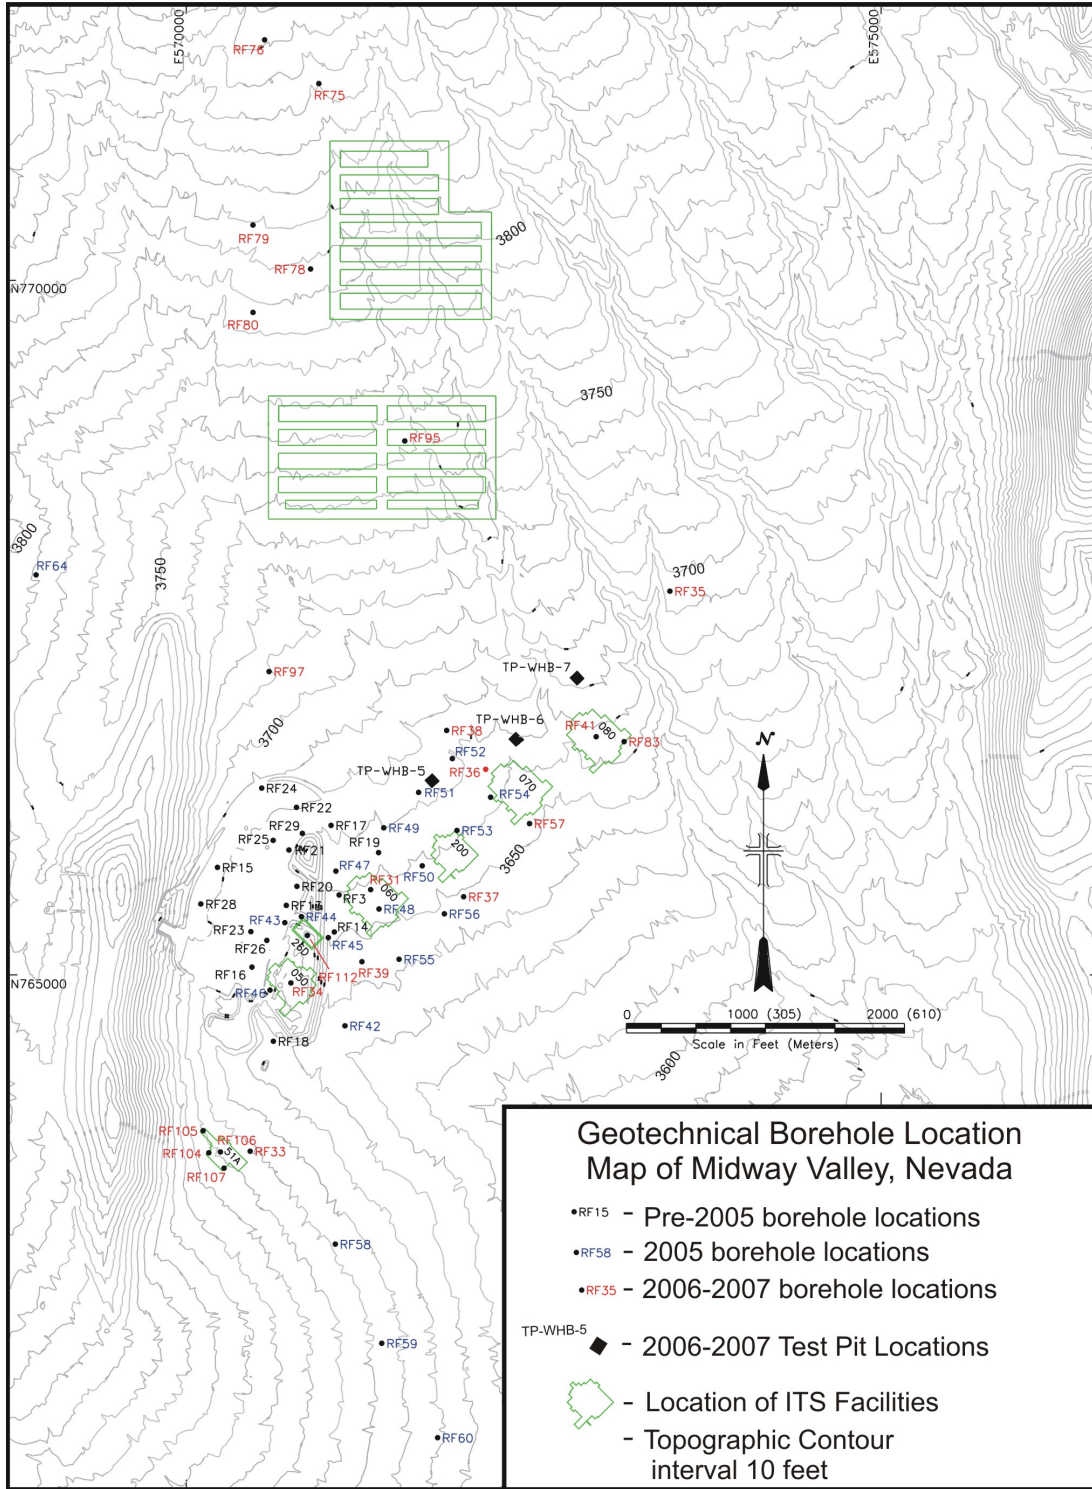 E570000
E575000
RF76
RF75
3800
RF79
RF78
N770000
RF80
3750
RF95
3800
RF64
3750
3700
RF35
RF97
TP-WHB-7
3700
TP-WHB-6
RF38
RF41
080
RF83
RF52
RF36
TP-WHB-5
070
RF24
RF51
RF54
RF22
RF57
RF29
RF17
RF49
RF53
RF25
RF19
200
RF21
3650
RF15
RF47
RF50
RF20
RF31
060
RF3
RF37
RF28
RF13
RF48
RF56
RF43
RF44
RF23
RF14
26D
RF45
RF26
RF55
RF16
RF39
RF112
050
N765000
RF46
RF34
RF42
RF18
N
0 1000 (305) 2000 (610)
Scale in Feet (Meters)
3600
RF105
RF106
RF104
51A
RF33
RF107
RF58
RF59
RF60
Geotechnical Borehole Location
Map of Midway Valley, Nevada
RF15 - Pre-2005 borehole locations
RF58 - 2005 borehole locations
RF35 - 2006-2007 borehole locations
TP-WHB-5 - 2006-2007 Test Pit Locations
- Location of ITS Facilities
- Topographic Contour
interval 10 feet